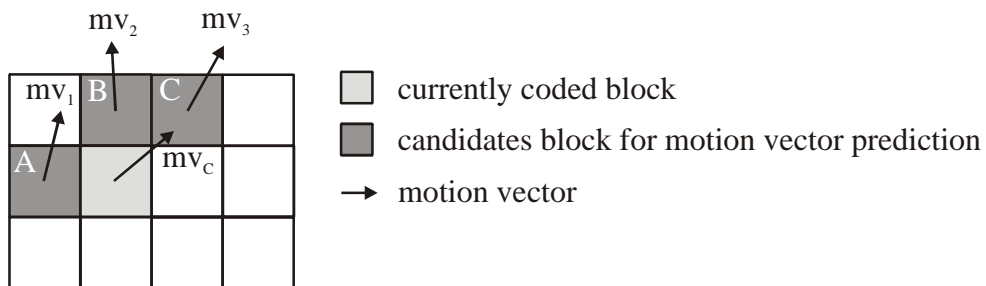 mv2
mv3
mv1
B
C
A
mvC
currently coded block
candidates block for motion vector prediction
motion vector